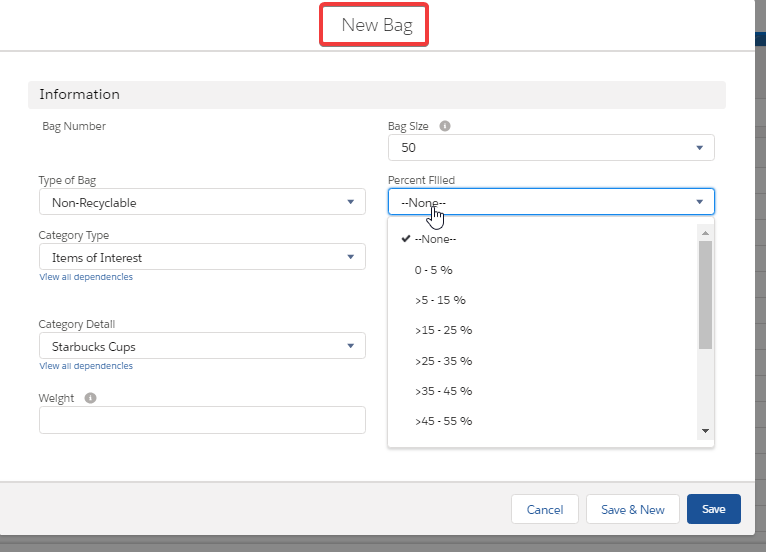 New Bag
Information
Bag Number
Bag Size
50
Type of Bag
Non-Recyclable
Percent Filled
--None--
Category Type
Items of Interest
View all dependencies
Category Detail
Starbucks Cups
View all dependencies
Weight
--None--
0 - 5 %
>5 - 15 %
>15 - 25 %
>25 - 35 %
>35 - 45 %
>45 - 55 %
Cancel
Save & New
Save